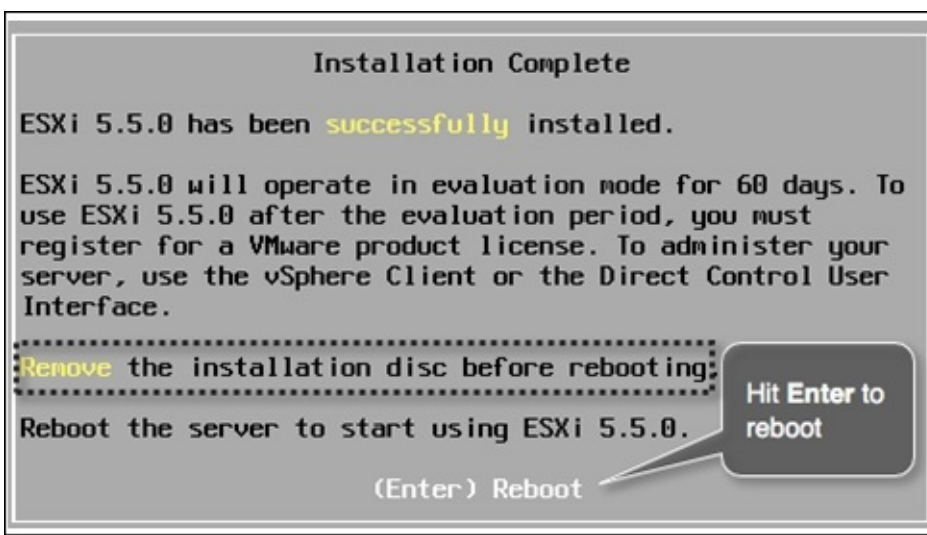 Installation Complete
ESXi 5.5.0 has been successfully installed.
ESXi 5.5.0 will operate in evaluation mode for 60 days. To
use ESXi 5.5.0 after the evaluation period, you must
register for a VMware product license. To administer your
server, use the vSphere Client or the Direct Control User
Interface.
Remove the installation disc before rebooting.
Reboot the server to start using ESXi 5.5.0.
(Enter) Reboot
Hit Enter to
reboot